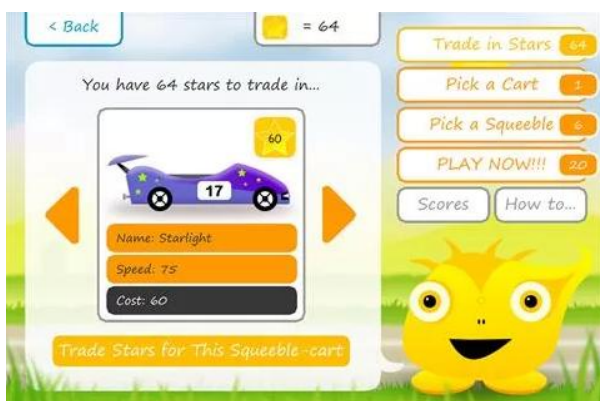 < Back
= 64
You have 64 stars to trade in...
60
17
Name: Starlight
Speed: 75
Cost: 60
Trade Stars for This Squeeble-cart
Trade in Stars 64
Pick a Cart 1
Pick a Squeeble 6
PLAY NOW!!! 20
Scores
How to...